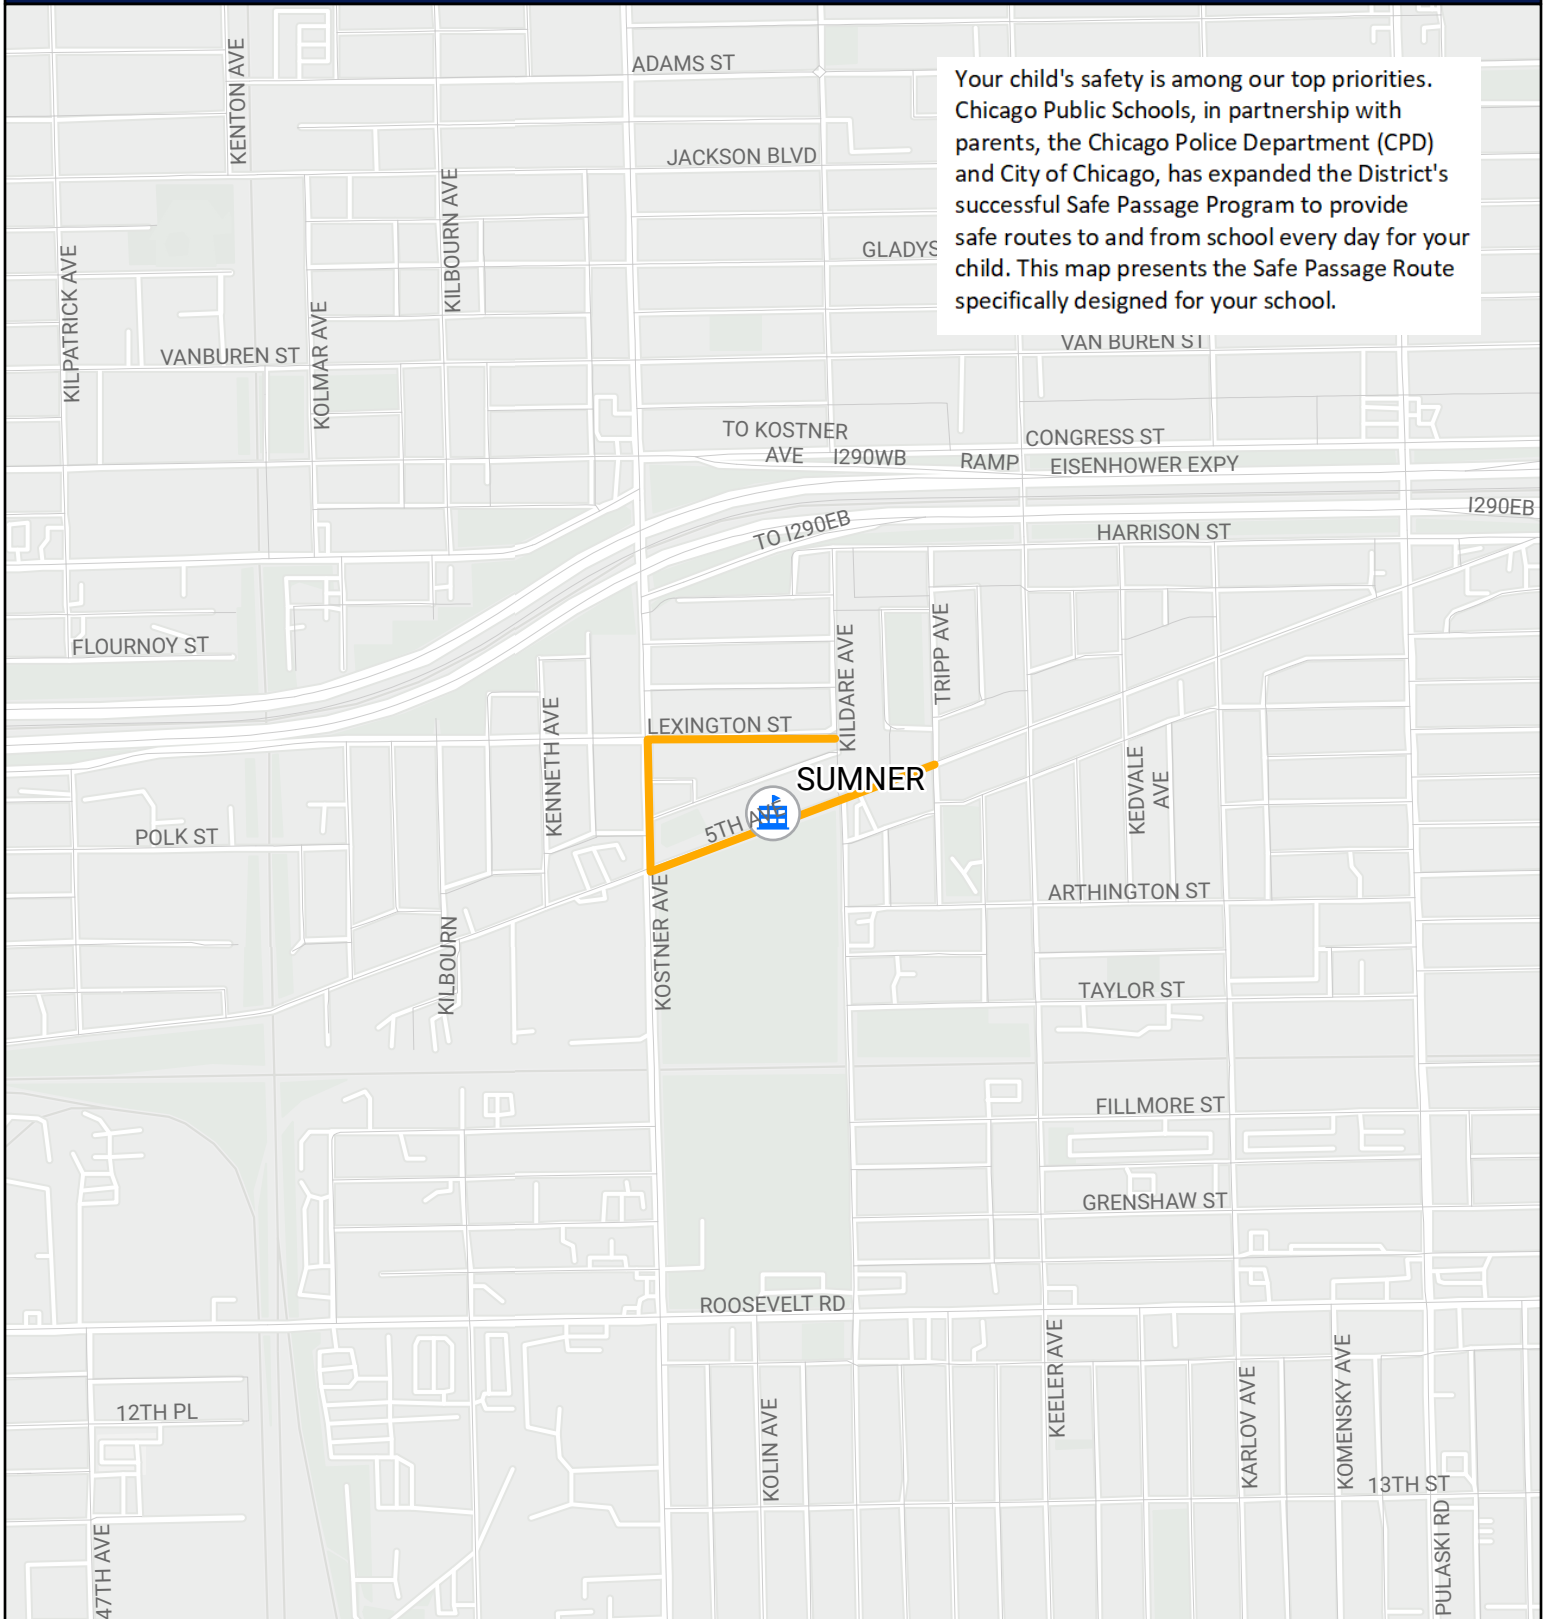 ADAMS ST
KENTON AVE
Your child's safety is among our top priorities.
Chicago Public Schools, in partnership with
parents, the Chicago Police Department (CPD)
and City of Chicago, has expanded the District's
successful Safe Passage Program to provide
safe routes to and from school every day for your
child. This map presents the Safe Passage Route
specifically designed for your school.
JACKSON BLVD
KILBOURN AVE
GLADYS
KILPATRICK AVE
KOLMAR AVE
VANBUREN ST
VAN BUREN ST
TO KOSTNER
AVE I290WB RAMP
CONGRESS ST
EISENHOWER EXPY
I290EB
TO I290EB
HARRISON ST
FLOURNOY ST
KILDARE AVE
TRIPP AVE
LEXINGTON ST
KENNETH AVE
SUMNER
5TH
KEDVALE
AVE
POLK ST
KOSTNER AVE
ARTHINGTON ST
KILBOURN
TAYLOR ST
FILLMORE ST
GRENSHAW ST
ROOSEVELT RD
KEELER AVE
KARLOV AVE
KOMENSKY AVE
12TH PL
KOLIN AVE
13TH ST
47TH AVE
PULASKI RD